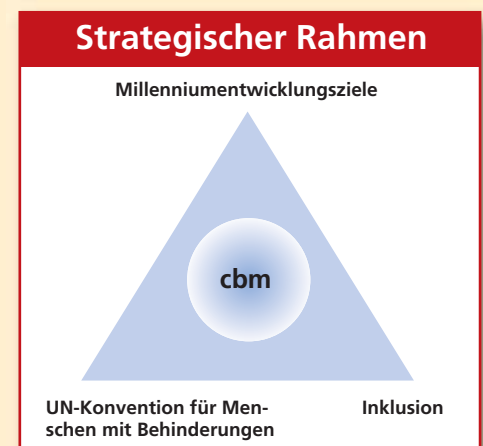 Strategischer Rahmen
Millenniumentwicklungsziele
cbm
UN-Konvention für Men-
schen mit Behinderungen
Inklusion